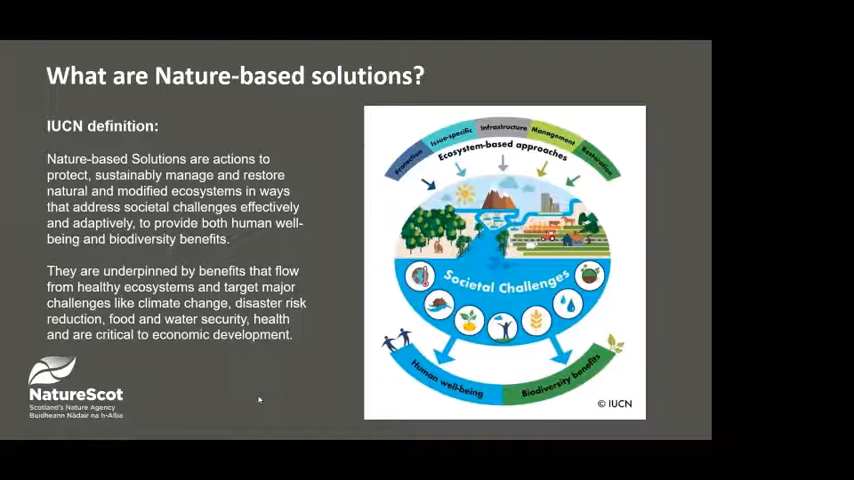 What are Nature-based solutions?
IUCN definition:
Nature-based Solutions are actions to
protect, sustainably manage and restore
natural and modified ecosystems in ways
that address societal challenges effectively
and adaptively, to provide both human well-
being and biodiversity benefits.
They are underpinned by benefits that flow
from healthy ecosystems and target major
challenges like climate change, disaster risk
reduction, food and water security, health
and are critical to economic development.
NatureScot
Scotland's Nature Agency
Buidheann Nàdair na h-Alba
Protection
Issue-specific
Infrastructure
Management
Restoration
Ecosystem-based approaches
Societal Challenges
Human well-being
Biodiversity benefits
© IUCN